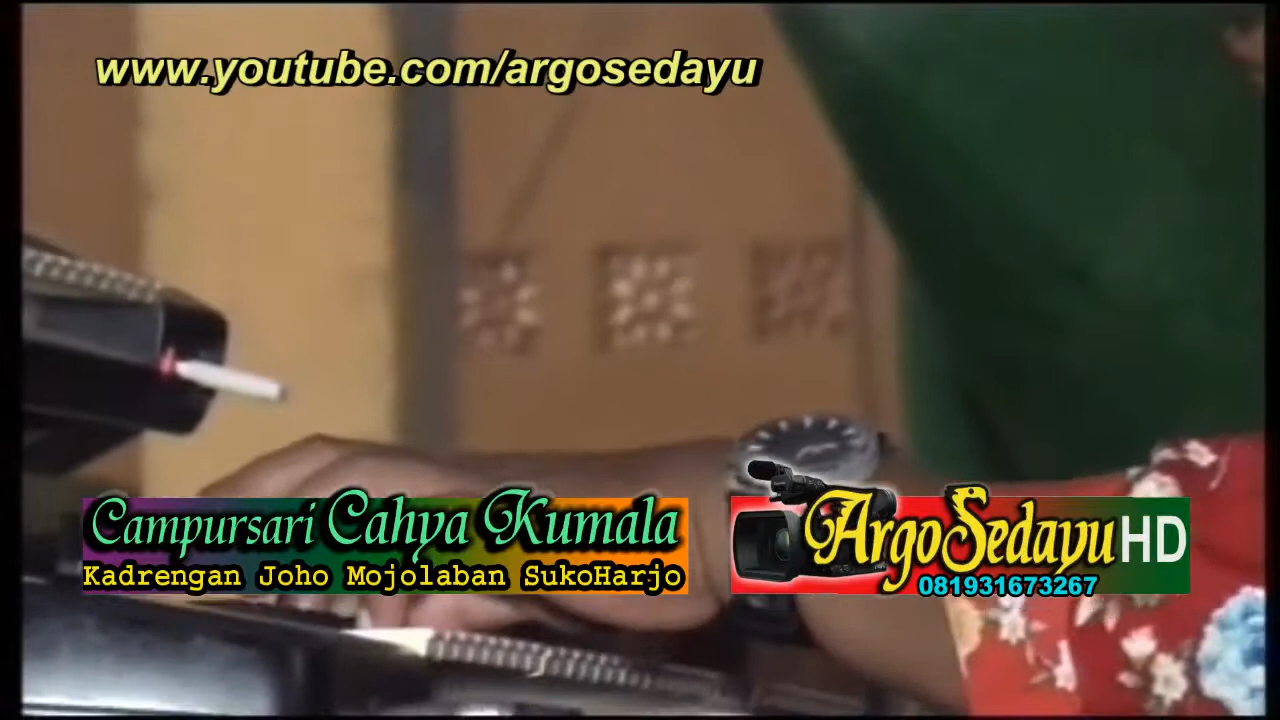 www.youtube.com/argosedayu
Campursari Cahya Kumala
Kadrengan Joho Mojolaban SukoHarjo
ArgoSedayu HD
081931673267